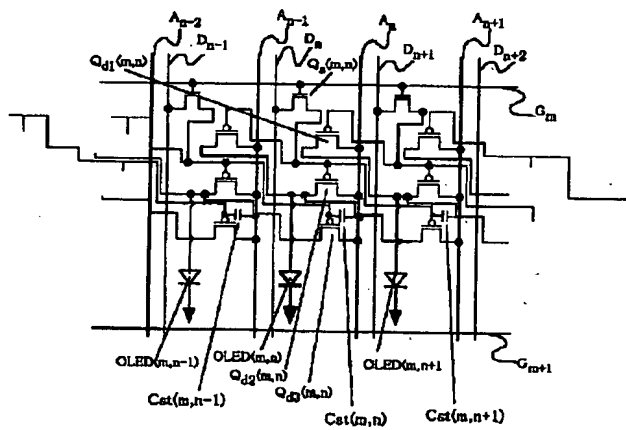 A_{n-2} A_{n-1} A_n A_{n+1}
D_{n-1} D_n D_{n+1} D_{n+2}
Q_{d1}(m,n) Q_s(m,n)
G_m
OLED(m,n-1) OLED(m,n) OLED(m,n+1 G_{m+1}
Q_{d2}(m,n)
Q_{d3}(m,n)
Cst(m,n-1) Cst(m,n) Cst(m,n+1)